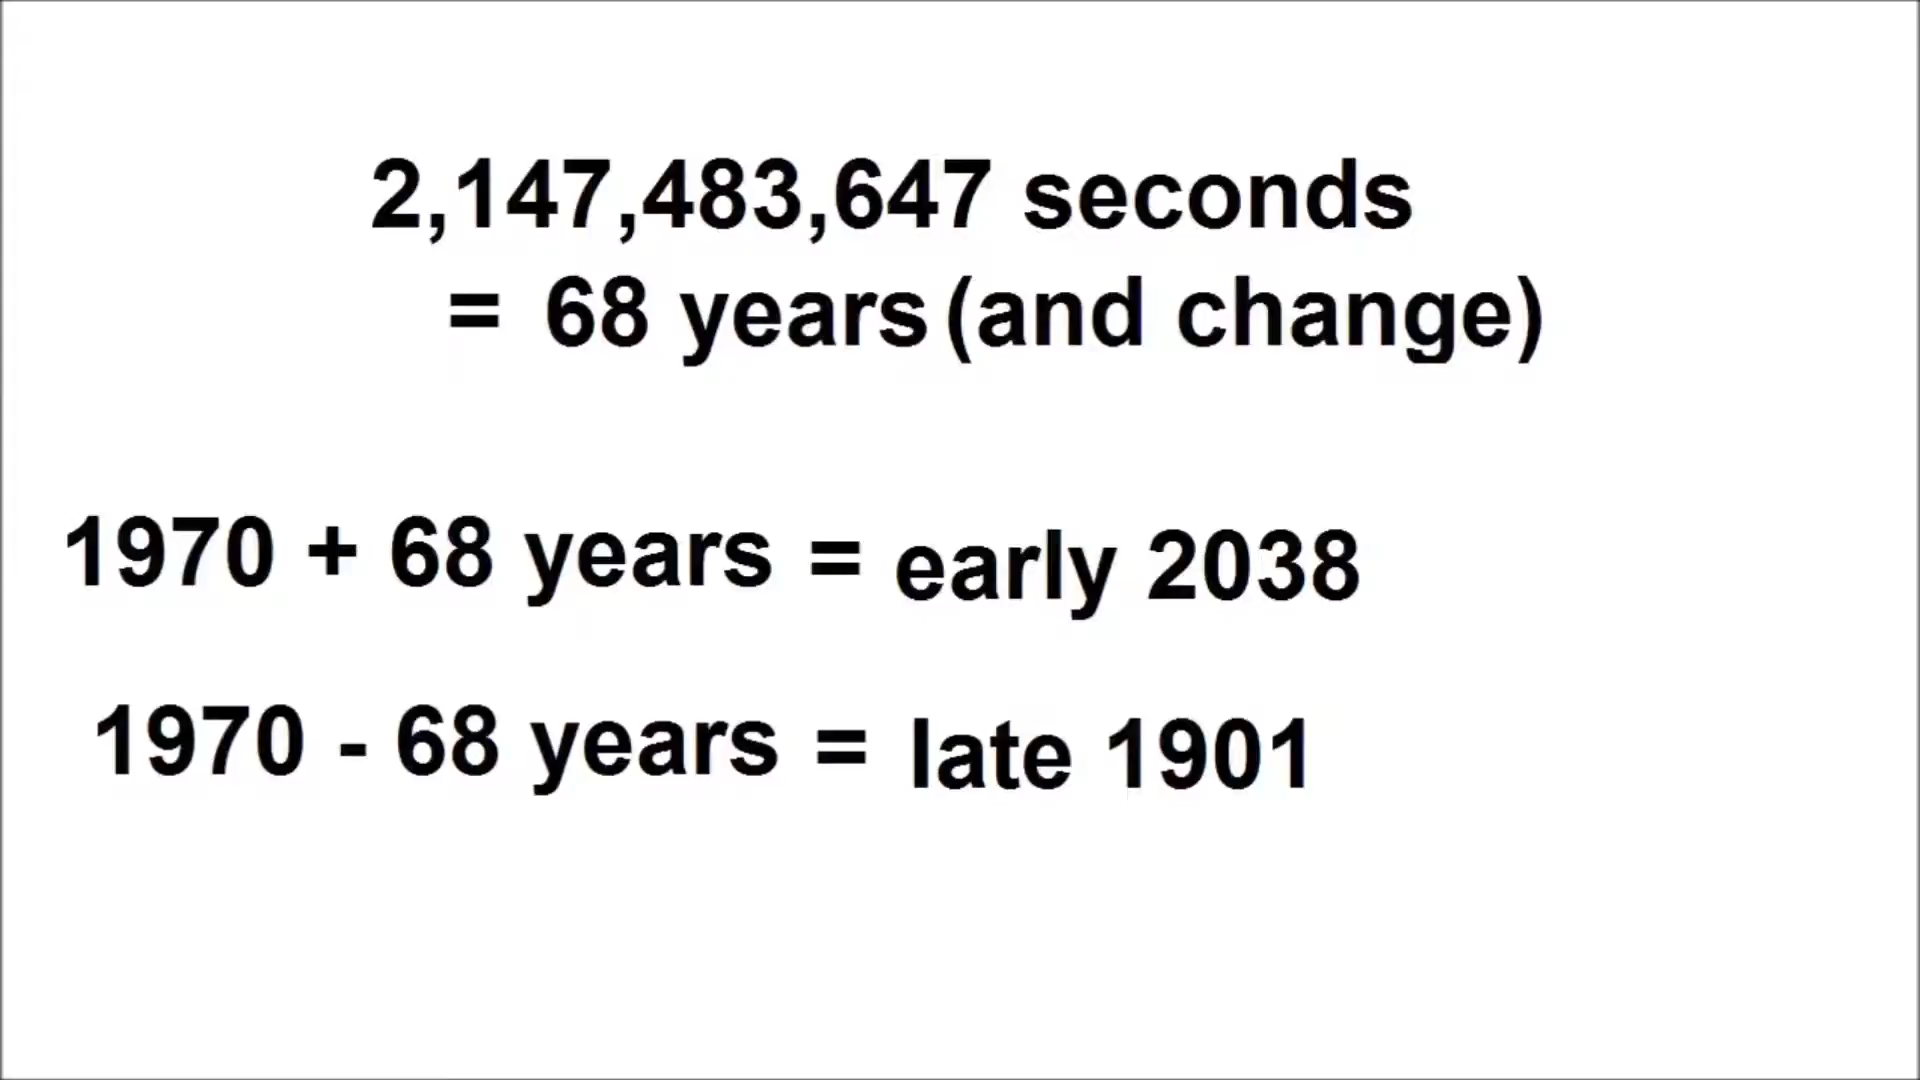 2,147,483,647 seconds
= 68 years (and change)
1970 + 68 years = early 2038
1970 - 68 years = late 1901